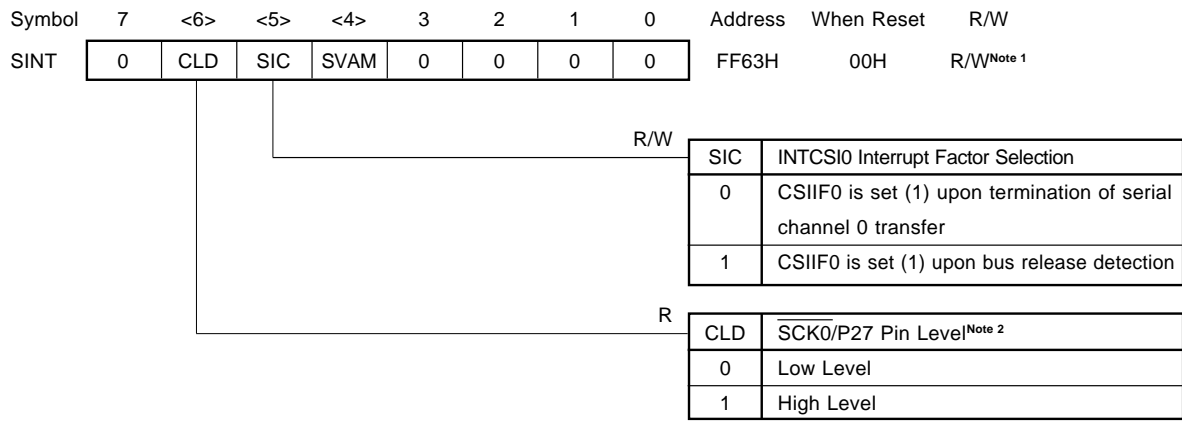 Symbol 7 <6> <5> <4> 3 2 1 0 Address When Reset R/W
SINT 0 CLD SIC SVAM 0 0 0 0 FF63H 00H R/WNote 1
R/W
SIC INTCSI0 Interrupt Factor Selection
0 CSIIF0 is set (1) upon termination of serial
channel 0 transfer
1 CSIIF0 is set (1) upon bus release detection
R
CLD SCK0/P27 Pin LevelNote 2
0 Low Level
1 High Level